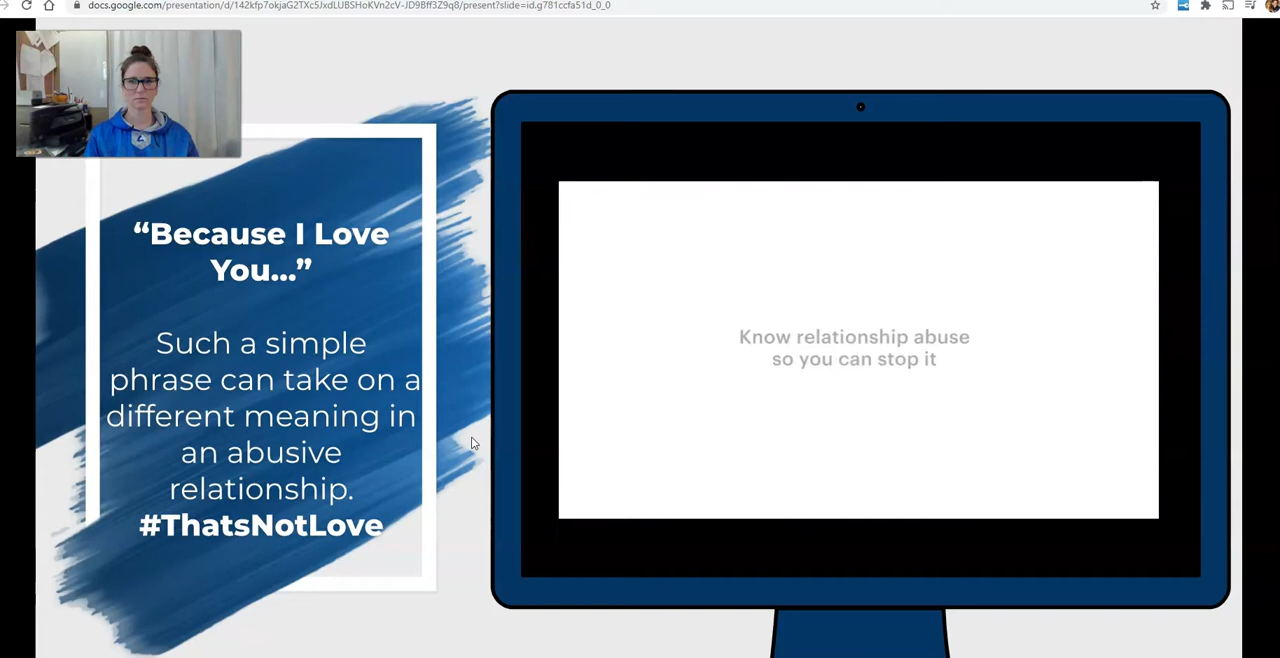 docs.google.com/presentation/d/142kfp7okjaG2TXc5JxdLUBSHoKVn2cV-JD9Bff3Z9q8/present?slide=id.g781ccfa51d_0_0
“Because I Love
You...”
Such a simple
phrase can take on a
different meaning in
an abusive
relationship.
#ThatsNotLove
Know relationship abuse
so you can stop it